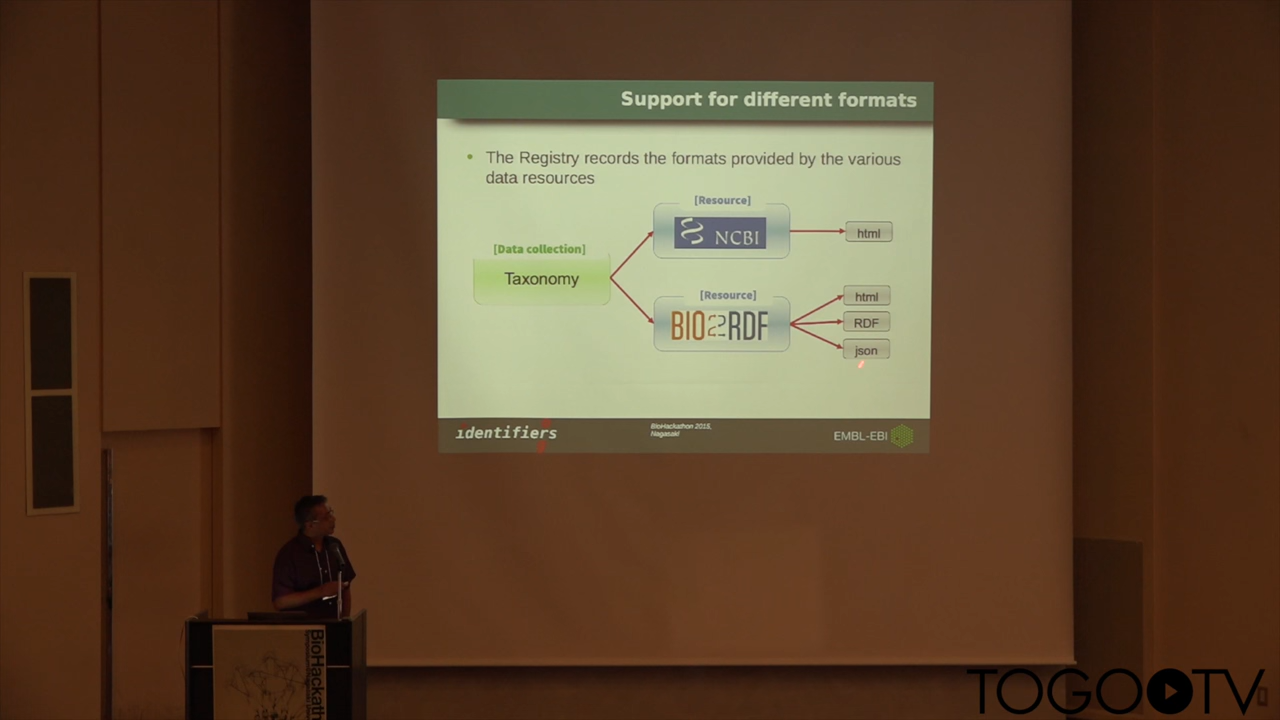 Support for different formats
• The Registry records the formats provided by the various
data resources
[Resource]
NCBI
html
[Data collection]
Taxonomy
[Resource]
BIO2RDF
html
RDF
json
identifiers
BioHackathon 2015,
Nagasaki
EMBL-EBI
BioHackath
TOGOTV